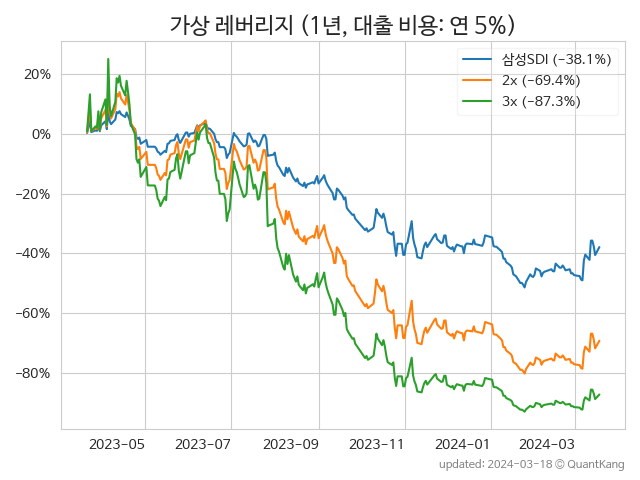 가상 레버리지 (1년, 대출 비용: 연 5%)
삼성SDI (−38.1%)
2x (−69.4%)
3x (−87.3%)
20%
0%
−20%
−40%
−60%
−80%
2023-05 2023-07 2023-09 2023-11 2024-01 2024-03
updated: 2024-03-18 © QuantKang